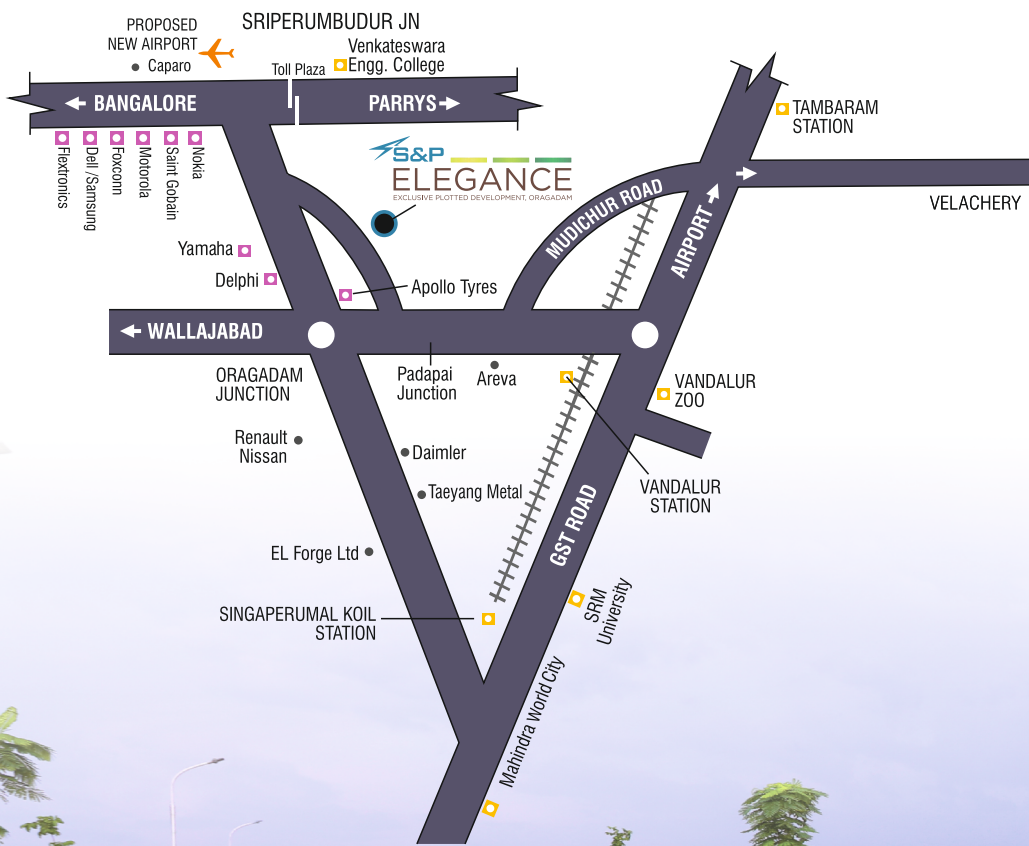 PROPOSED
NEW AIRPORT
SRIPERUMBUDUR JN
Caparo
Toll Plaza
Venkateswara
Engg. College
BANGALORE
PARRYS
TAMBARAM
STATION
Flextronics
Dell /Samsung
Foxconn
Motorola
Saint Gobain
Nokia
S&P
ELEGANCE
EXCLUSIVE PLOTTED DEVELOPMENT, ORAGADAM
MUDICHUR ROAD
AIRPORT
VELACHERY
Yamaha
Delphi
Apollo Tyres
WALLAJABAD
ORAGADAM
JUNCTION
Padapai
Junction
Areva
VANDALUR
ZOO
Renault
Nissan
Daimler
Taeyang Metal
VANDALUR
STATION
GST ROAD
EL Forge Ltd
SINGAPERUMAL KOIL
STATION
SRM
University
Mahindra World City